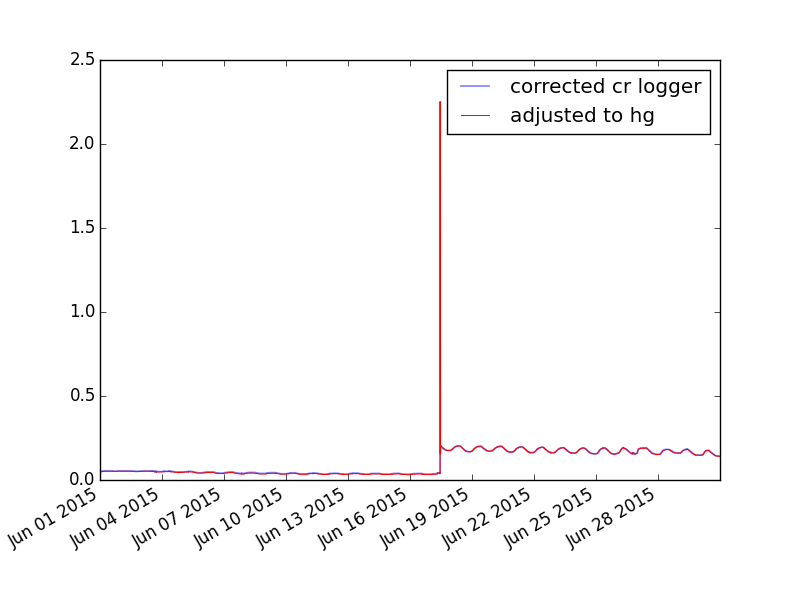 2.5
2.0
1.5
1.0
0.5
0.0
corrected cr logger
adjusted to hg
Jun 01 2015
Jun 04 2015
Jun 07 2015
Jun 10 2015
Jun 13 2015
Jun 16 2015
Jun 19 2015
Jun 22 2015
Jun 25 2015
Jun 28 2015